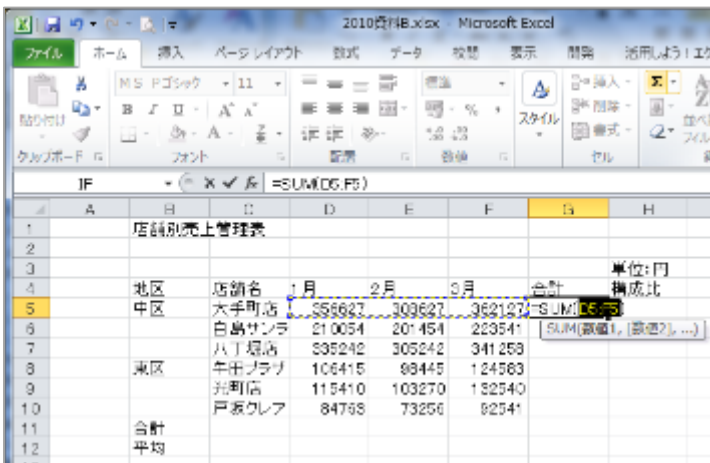 2010資料B.xlsx - Microsoft Excel
ファイル ホーム 挿入 ページ レイアウト 数式 データ 校閲 表示 開発 活用しよう！エク
MS Pゴシック 11 標準 挿入
B I U A A % 削除
貼り付け スタイル 書式
クリップボード フォント 配置 数値 セル
IF =SUM(D5:F5)
A B C D E F G H
1 店舗別売上管理表
2
3 単位:円
4 地区 店舗名 1月 2月 3月 合計 構成比
5 中区 大手町店 356627 303627 362127 =SUM(D5:F5)
6 白島サンラ 210054 201454 223541 SUM(数値1, [数値2], ...)
7 八丁堀店 335242 305242 341258
8 東区 牛田プラザ 106415 98445 124583
9 光町店 115410 103270 132540
10 戸坂クレア 84763 73256 92541
11 合計
12 平均